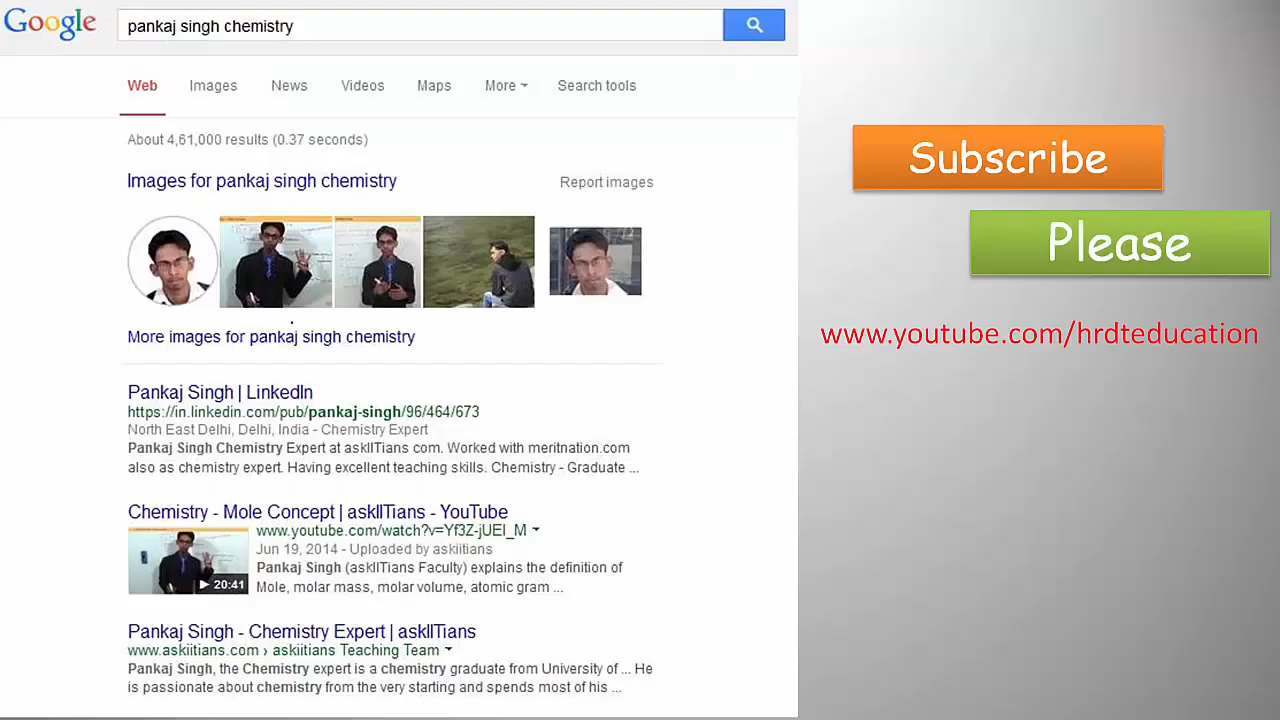 Google
pankaj singh chemistry
Web Images News Videos Maps More Search tools
About 4,61,000 results (0.37 seconds)
Images for pankaj singh chemistry Report images
More images for pankaj singh chemistry
Pankaj Singh | LinkedIn
https://in.linkedin.com/pub/pankaj-singh/96/464/673
North East Delhi, Delhi, India - Chemistry Expert
Pankaj Singh Chemistry Expert at askIITians com. Worked with meritnation.com
also as chemistry expert. Having excellent teaching skills. Chemistry - Graduate ...
Chemistry - Mole Concept | askIITians - YouTube
www.youtube.com/watch?v=Yf3Z-jUEI_M
Jun 19, 2014 - Uploaded by askiitians
Pankaj Singh (askIITians Faculty) explains the definition of
Mole, molar mass, molar volume, atomic gram ...
20:41
Pankaj Singh - Chemistry Expert | askIITians
www.askiitians.com › askiitians Teaching Team
Pankaj Singh, the Chemistry expert is a chemistry graduate from University of ... He
is passionate about chemistry from the very starting and spends most of his ...
Subscribe
Please
www.youtube.com/hrdteducation